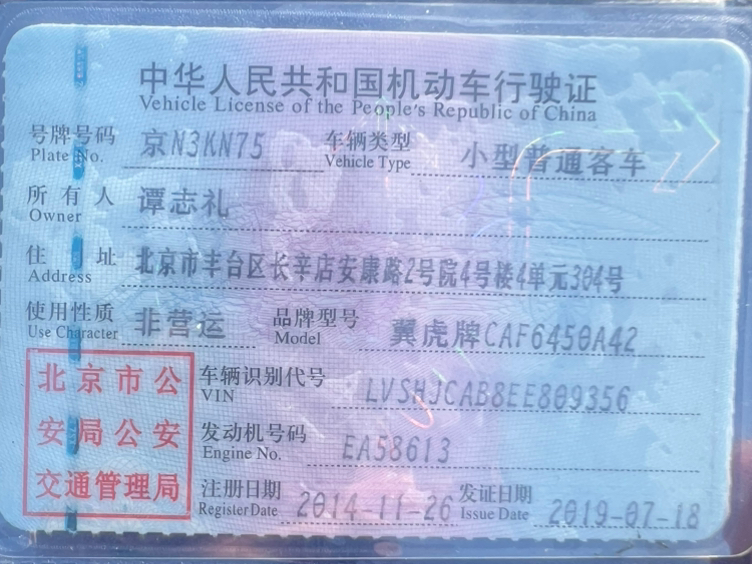 中华人民共和国机动车行驶证
Vehicle License of the People's Republic of China
号牌号码 京N3KN75 车辆类型 小型普通客车
Plate No. Vehicle Type
所有人 谭志礼
Owner
住址 北京市丰台区长辛店安康路2号院4号楼4单元304号
Address
使用性质 非营运 品牌型号 翼虎牌CAF6450A42
Use Character Model
北京市公安局公安交通管理局
车辆识别代号 LVSHJCAB8EE809356
VIN
发动机号码 EA58613
Engine No.
注册日期 2014-11-26 发证日期 2019-07-18
Register Date Issue Date